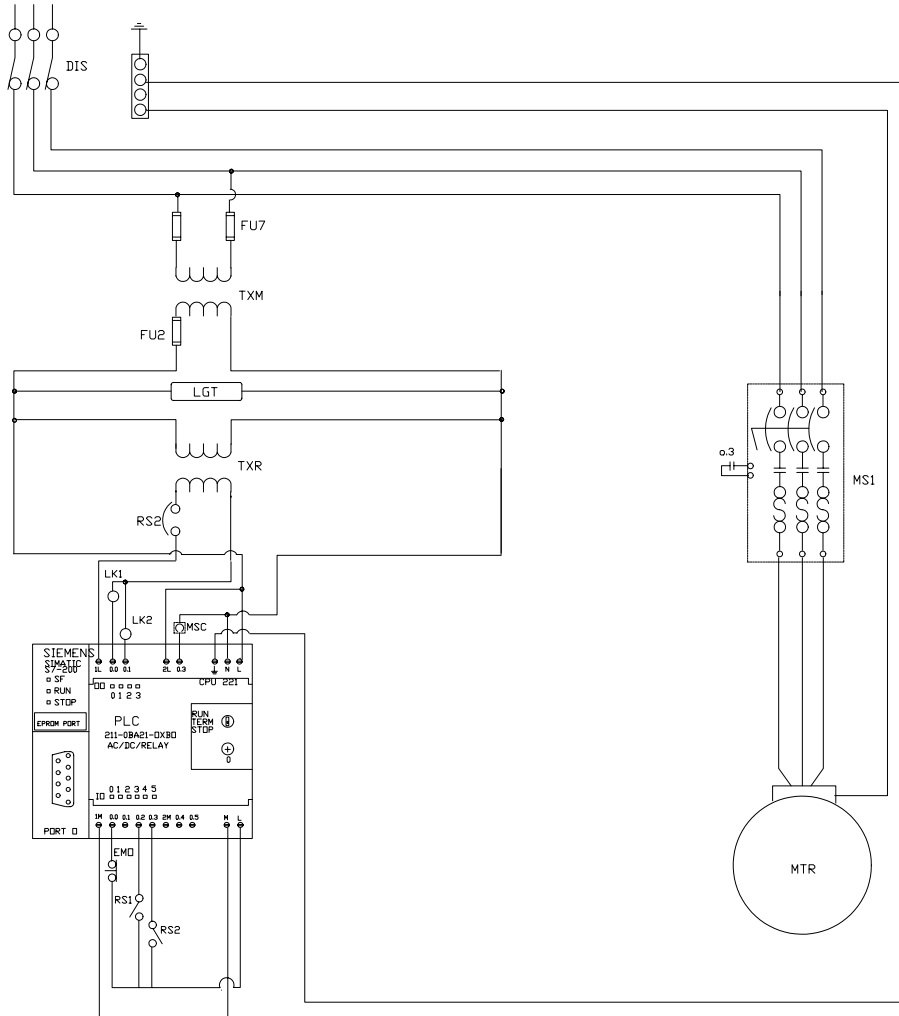 DIS
FU7
TXM
FU2
LGT
TXR
RS2
o.3
MS1
LK1
LK2
MSC
SIEMENS
SIMATIC
S7-200
SF
RUN
STOP
EPROM PORT
PORT 0
1L 0.0 0.1 2L 0.3 N L
CPU 221
OO
0 1 2 3
PLC
211-0BA21-0XB0
AC/DC/RELAY
RUN
TERM
STOP
0
0 1 2 3 4 5
IO
1M 0.0 0.1 0.2 0.3 2M 0.4 0.5 M L
EMO
RS1
RS2
MTR